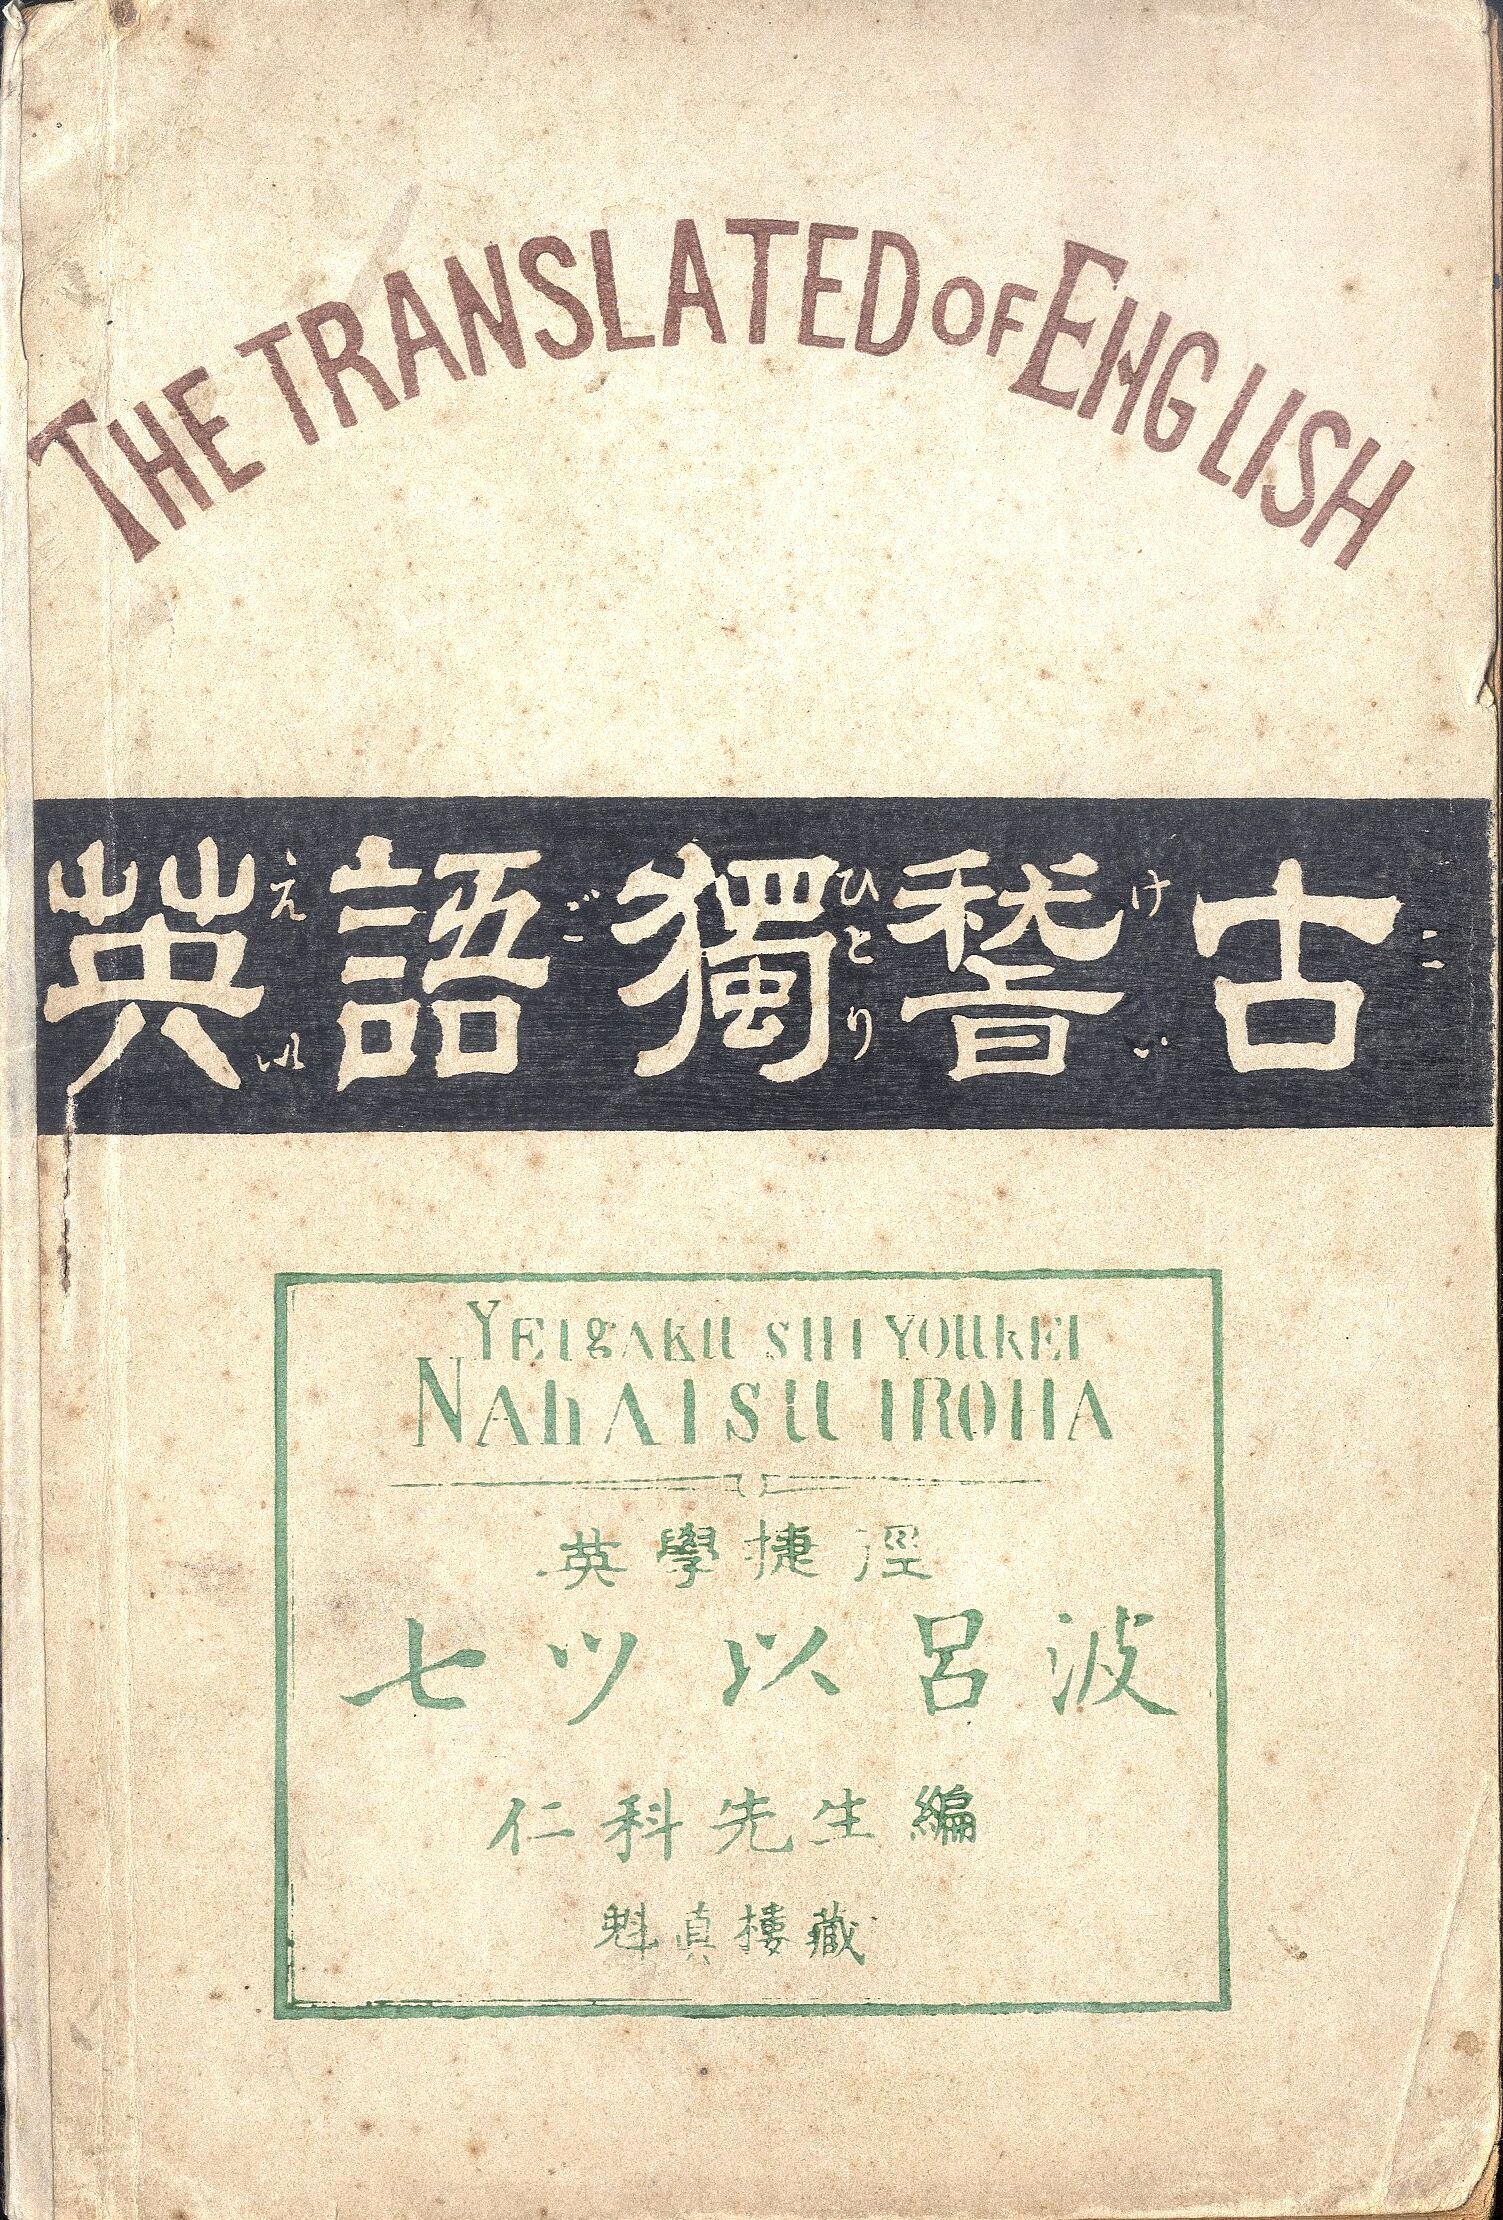 THE TRANSLATED OF ENGLISH
英語獨稽古
えい ご ひとり けい こ
YEIgAKU SHI YOUKEI
NAhATSU IROHA
英學捷徑
七ツ以呂波
仁科先生編
魁真樓藏